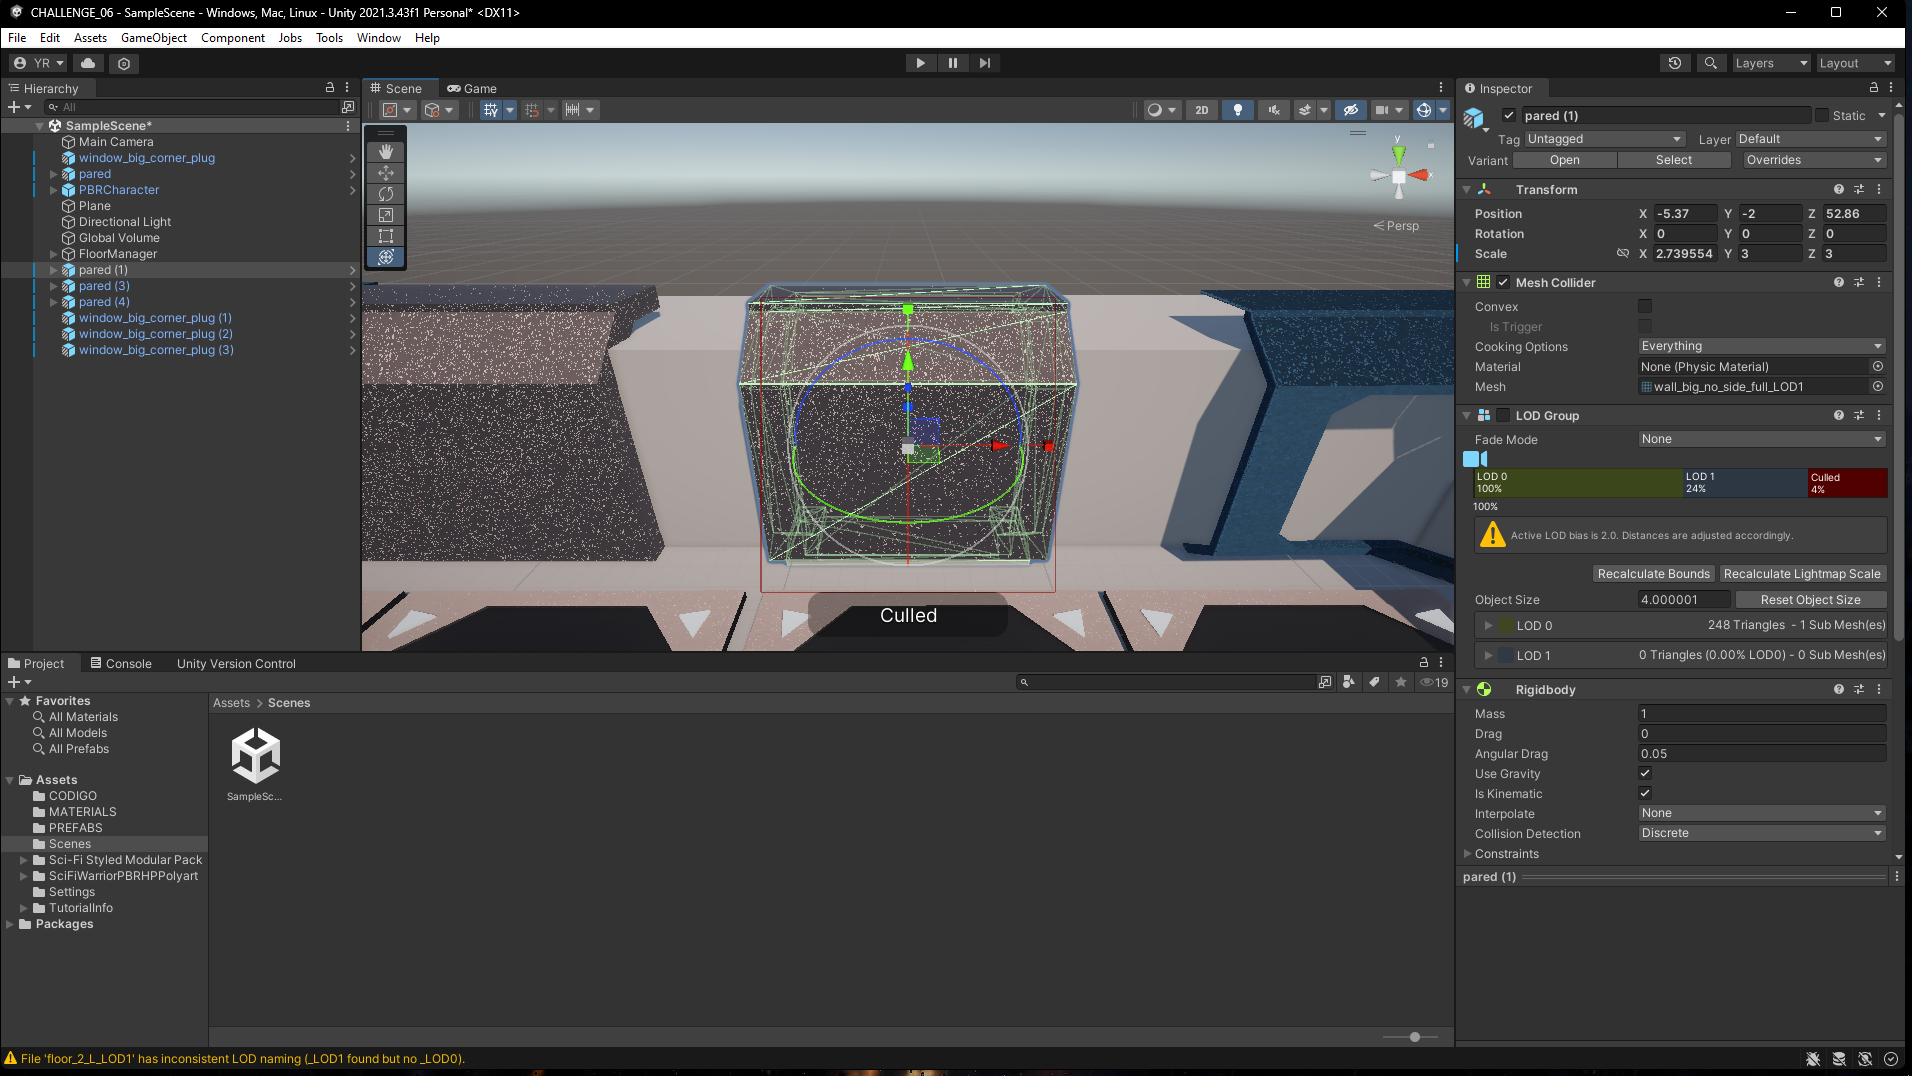 CHALLENGE_06 - SampleScene - Windows, Mac, Linux - Unity 2021.3.43f1 Personal* <DX11>
File Edit Assets GameObject Component Jobs Tools Window Help
YR
Layers Layout
Hierarchy
All
SampleScene*
Main Camera
window_big_corner_plug
pared
PBRCharacter
Plane
Directional Light
Global Volume
FloorManager
pared (1)
pared (3)
pared (4)
window_big_corner_plug (1)
window_big_corner_plug (2)
window_big_corner_plug (3)
Scene Game
2D
y
x
Persp
Culled
Inspector
pared (1) Static
Tag Untagged Layer Default
Variant Open Select Overrides
Transform
Position X -5.37 Y -2 Z 52.86
Rotation X 0 Y 0 Z 0
Scale X 2.739554 Y 3 Z 3
Mesh Collider
Convex
Is Trigger
Cooking Options Everything
Material None (Physic Material)
Mesh wall_big_no_side_full_LOD1
LOD Group
Fade Mode None
LOD 0 LOD 1 Culled
100% 24% 4%
100%
Active LOD bias is 2.0. Distances are adjusted accordingly.
Recalculate Bounds Recalculate Lightmap Scale
Object Size 4.000001 Reset Object Size
LOD 0 248 Triangles - 1 Sub Mesh(es)
LOD 1 0 Triangles (0.00% LOD0) - 0 Sub Mesh(es)
Rigidbody
Mass 1
Drag 0
Angular Drag 0.05
Use Gravity
Is Kinematic
Interpolate None
Collision Detection Discrete
Constraints
pared (1)
Project Console Unity Version Control
19
Favorites
All Materials
All Models
All Prefabs
Assets
CODIGO
MATERIALS
PREFABS
Scenes
Sci-Fi Styled Modular Pack
SciFiWarriorPBRHPPolyart
Settings
TutorialInfo
Packages
Assets > Scenes
SampleSc...
File 'floor_2_L_LOD1' has inconsistent LOD naming (_LOD1 found but no _LOD0).